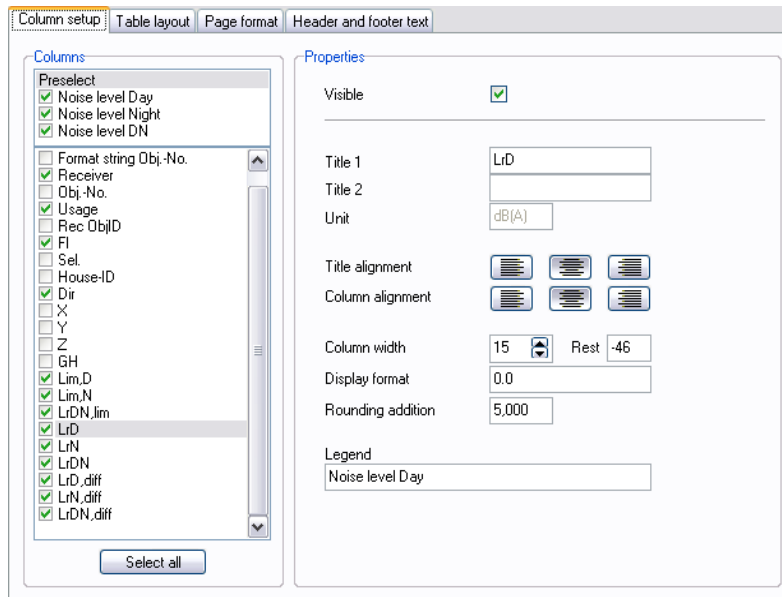 Column setup
Table layout
Page format
Header and footer text
Columns
Preselect
Noise level Day
Noise level Night
Noise level DN
Format string Obj.-No.
Receiver
Obj.-No.
Usage
Rec ObjID
Fl
Sel.
House-ID
Dir
X
Y
Z
GH
Lim,D
Lim,N
LrDN,lim
LrD
LrN
LrDN
LrD,diff
LrN,diff
LrDN,diff
Select all
Properties
Visible
Title 1 LrD
Title 2
Unit dB(A)
Title alignment
Column alignment
Column width 15 Rest -46
Display format 0.0
Rounding addition 5,000
Legend
Noise level Day